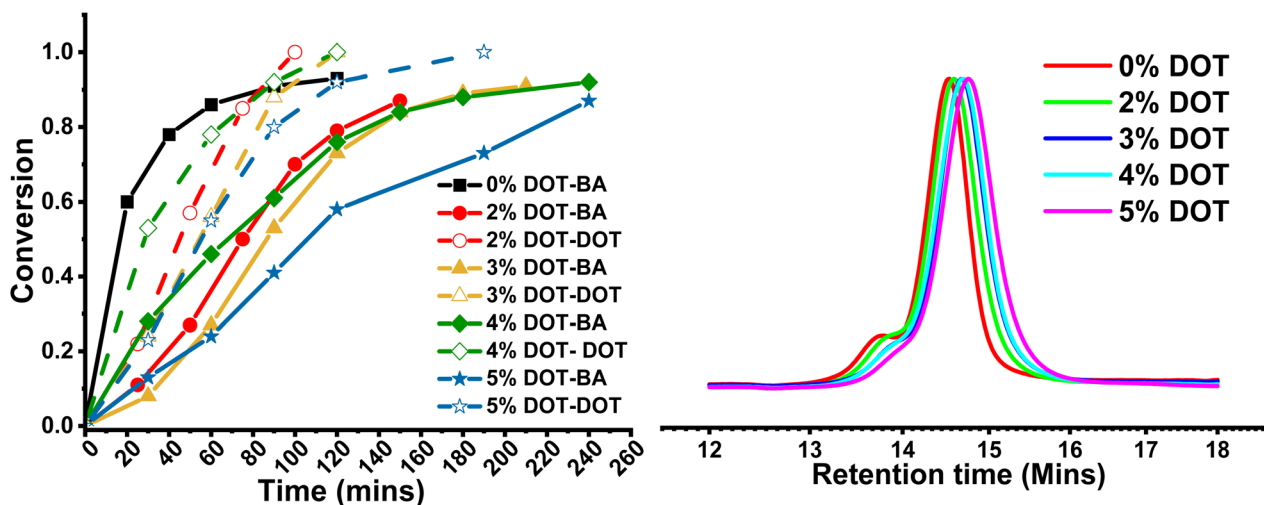 Conversion
1.0
0.8
0.6
0.4
0.2
0.0
0 20 40 60 80 100 120 140 160 180 200 220 240 260
Time (mins)
0% DOT-BA
2% DOT-BA
2% DOT-DOT
3% DOT-BA
3% DOT-DOT
4% DOT-BA
4% DOT- DOT
5% DOT-BA
5% DOT-DOT
0% DOT
2% DOT
3% DOT
4% DOT
5% DOT
12 13 14 15 16 17 18
Retention time (Mins)